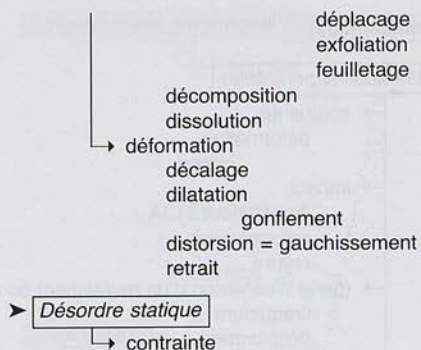 déplacage
exfoliation
feuilletage
décomposition
dissolution
déformation
décalage
dilatation
gonflement
distorsion = gauchissement
retrait
Désordre statique
contrainte